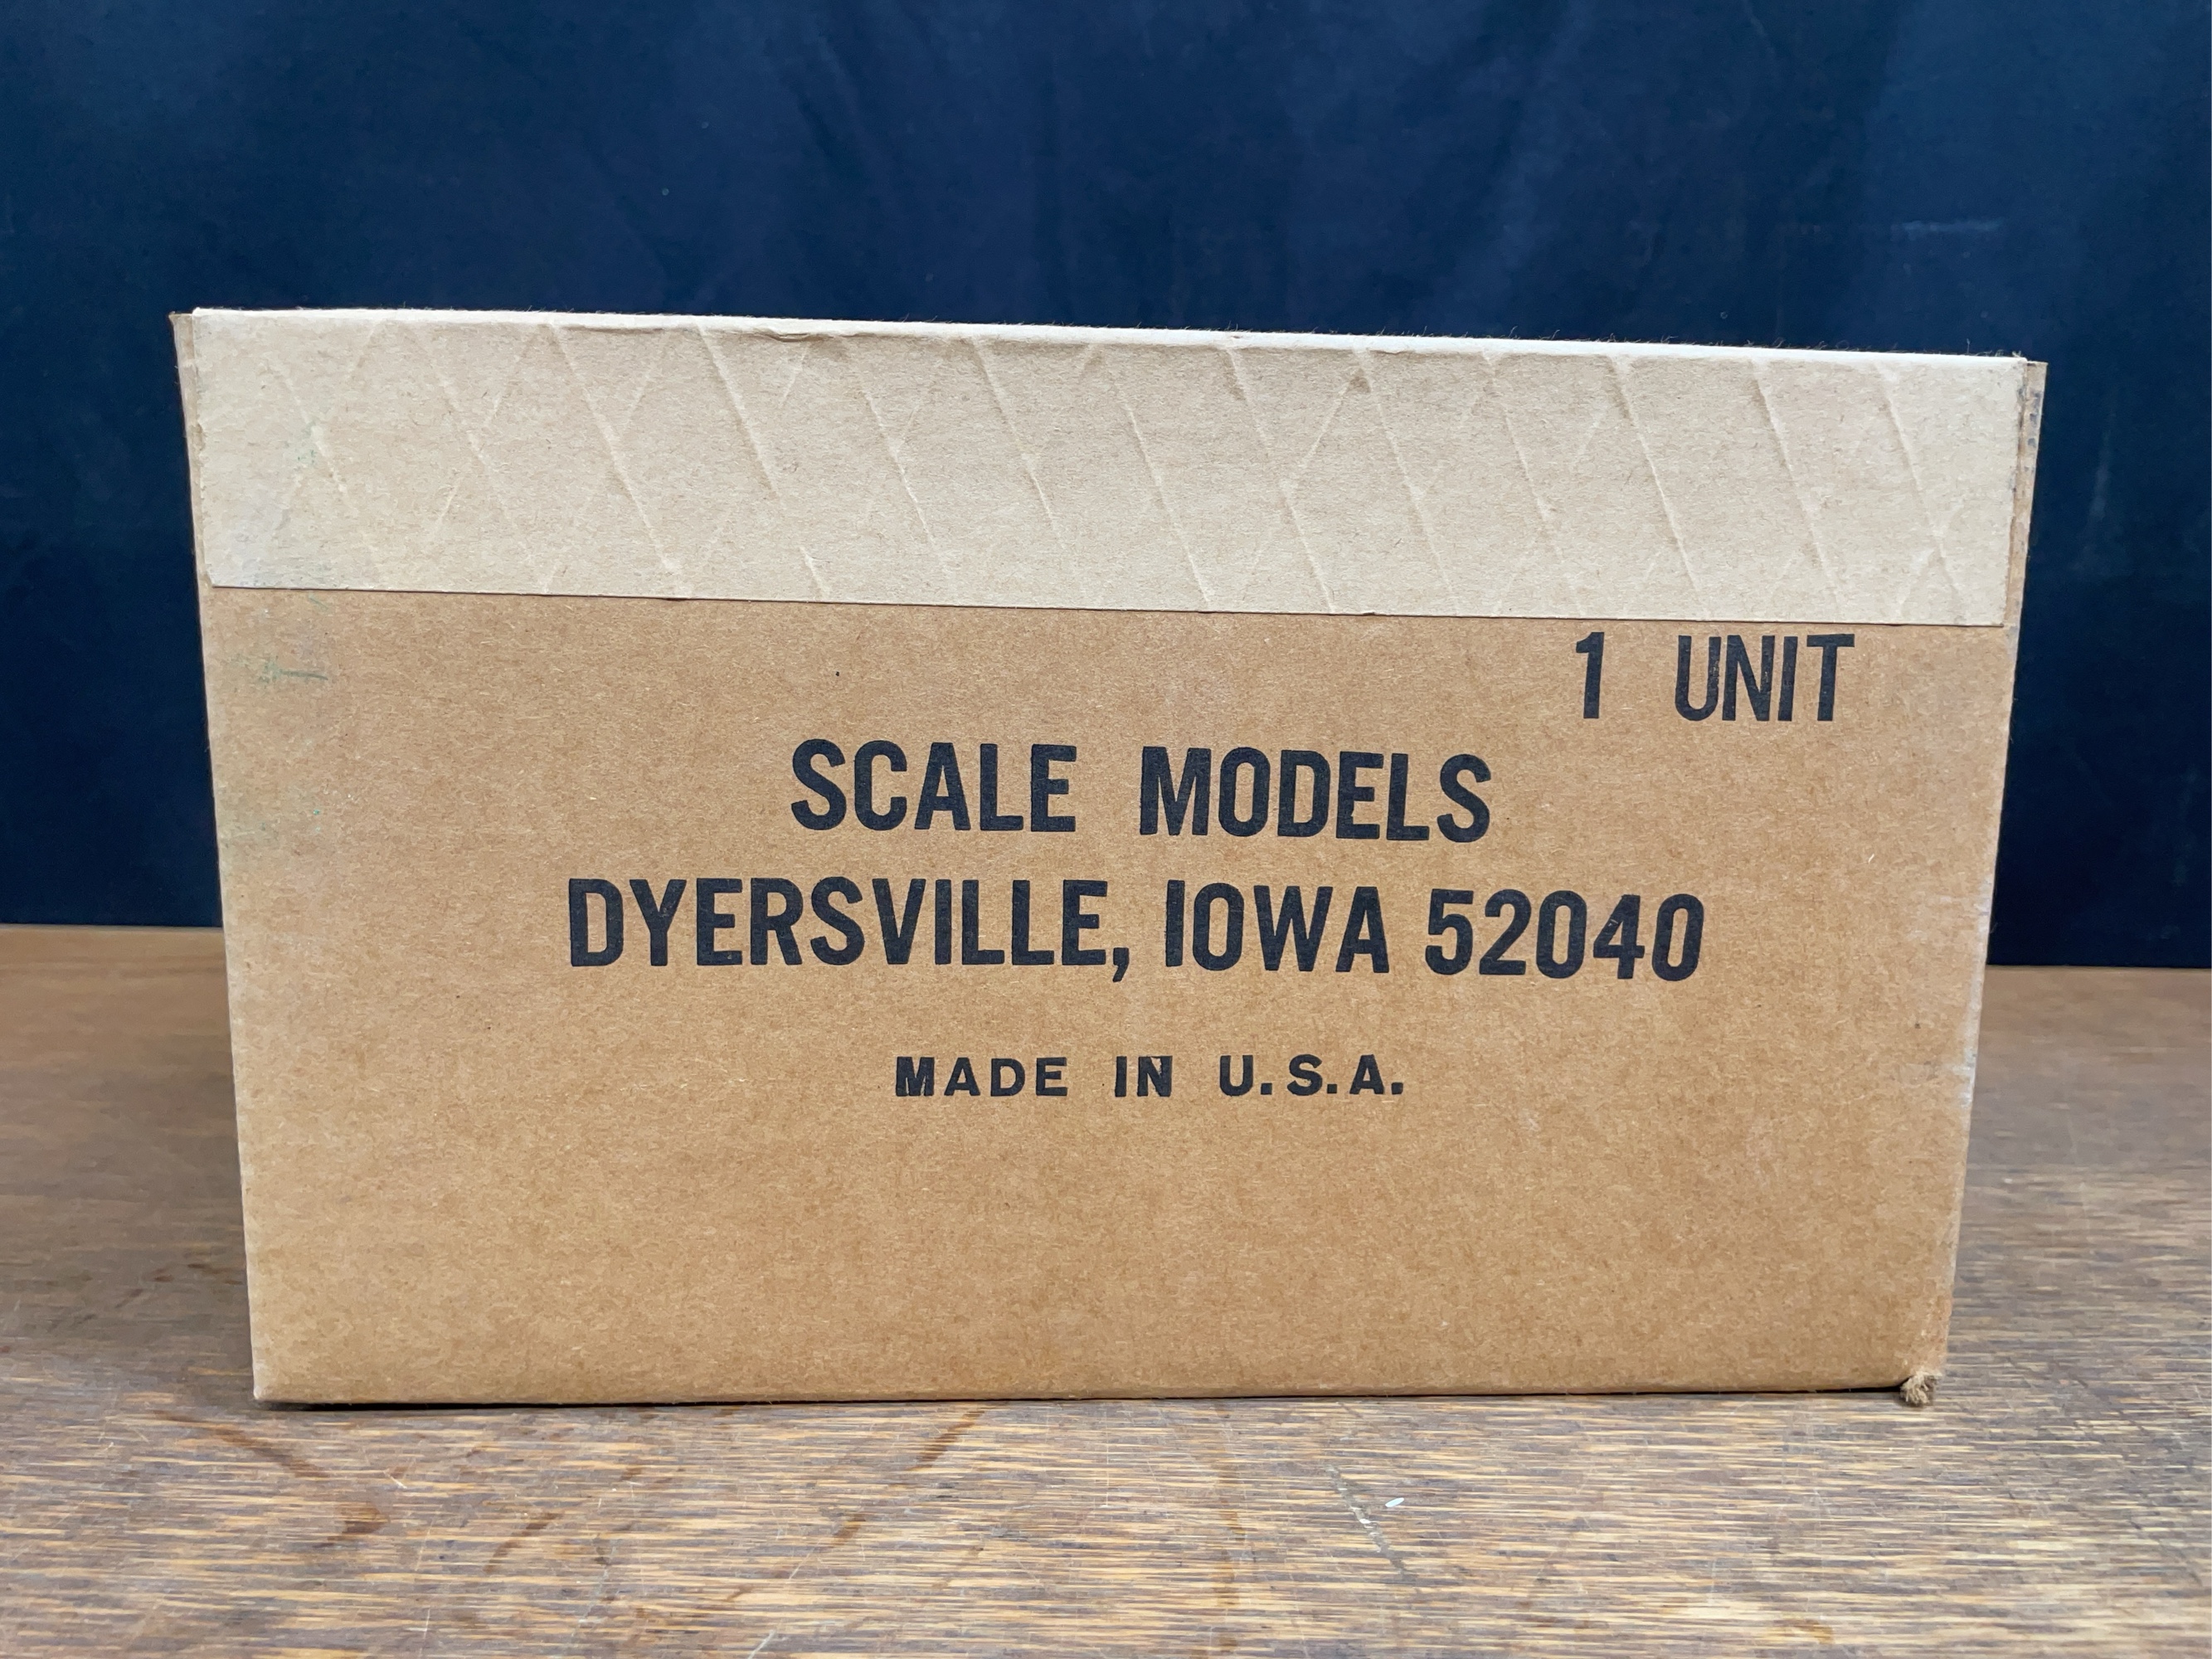 1 UNIT
SCALE MODELS
DYERSVILLE, IOWA 52040
MADE IN U.S.A.